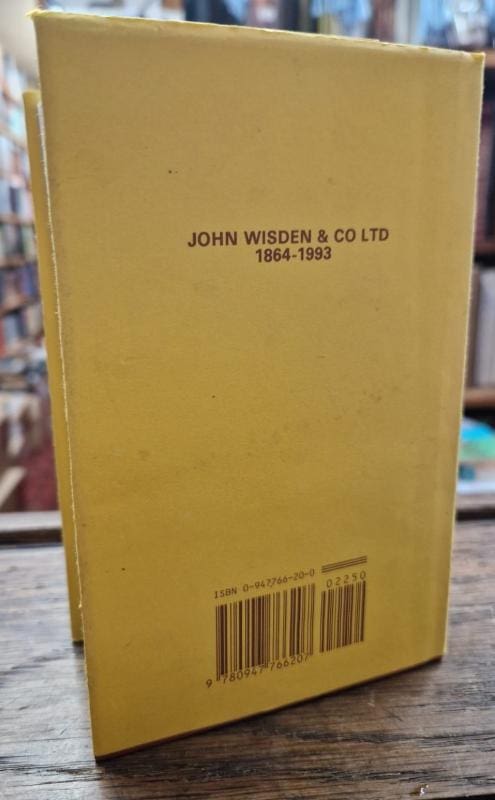 JOHN WISDEN & CO LTD
1864-1993
ISBN 0-947766-20-0
02250
9 780947 766207